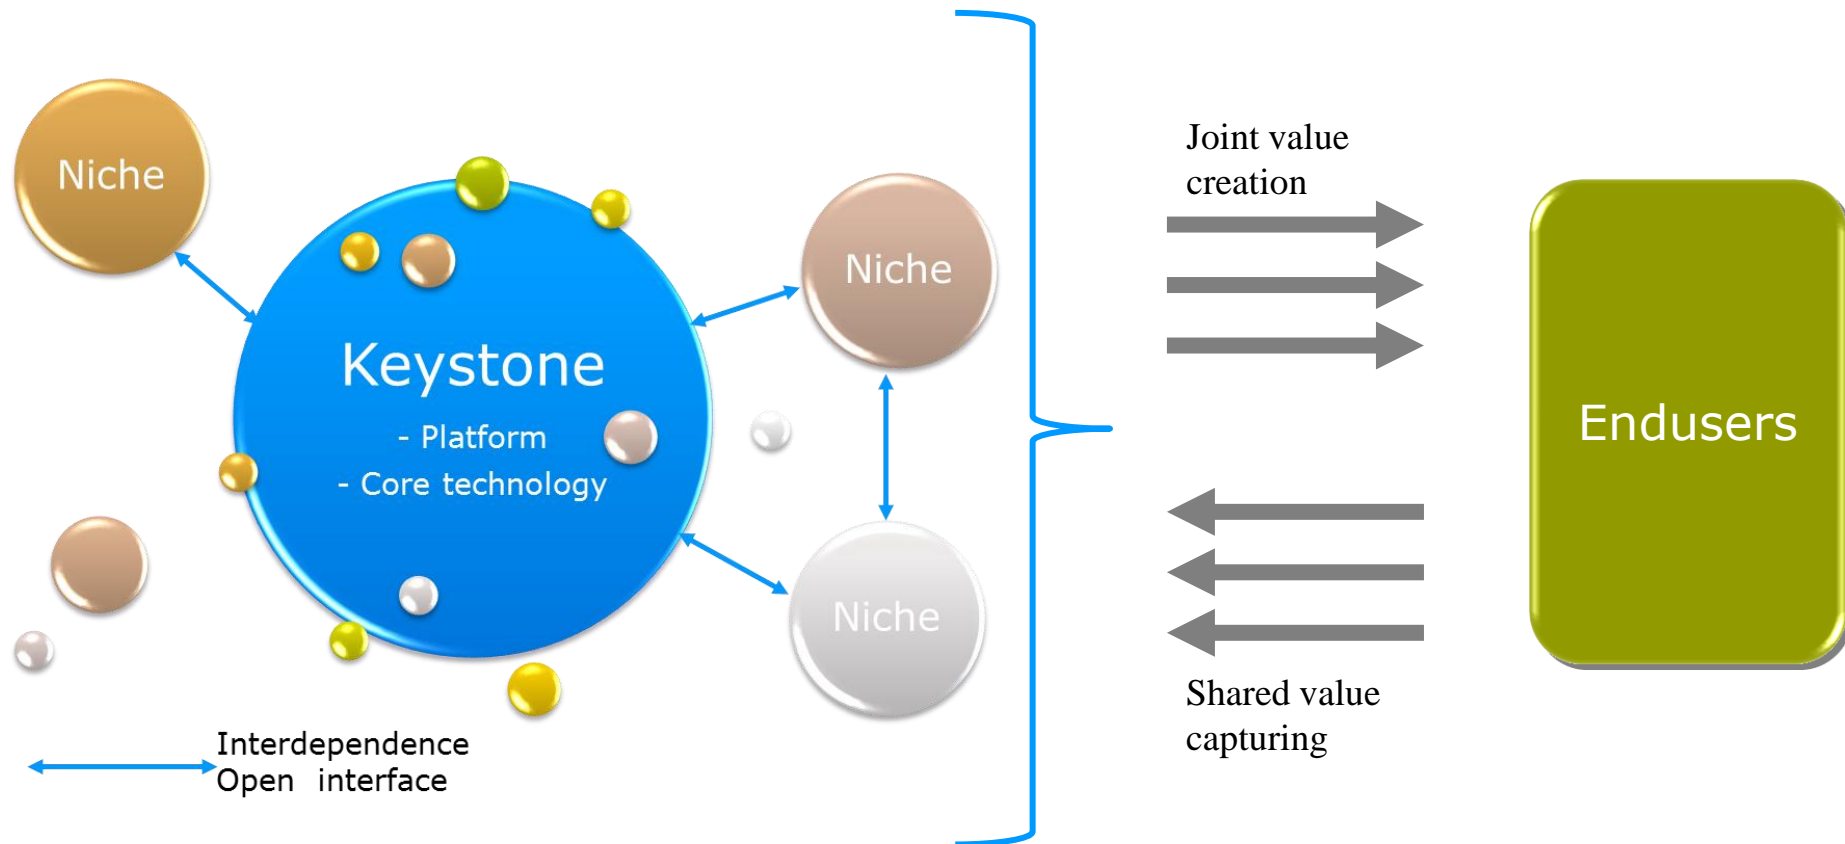 Niche
Keystone
- Platform
- Core technology
Niche
Niche
Interdependence
Open interface
Joint value
creation
Shared value
capturing
Endusers